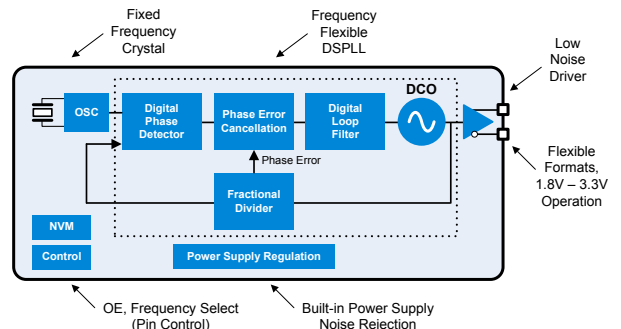 Fixed
Frequency
Crystal
Frequency
Flexible
DSPLL
Low
Noise
Driver
OSC
Digital
Phase
Detector
Phase Error
Cancellation
Digital
Loop
Filter
DCO
Phase Error
Fractional
Divider
Flexible
Formats,
1.8V – 3.3V
Operation
NVM
Control
Power Supply Regulation
OE, Frequency Select
(Pin Control)
Built-in Power Supply
Noise Rejection